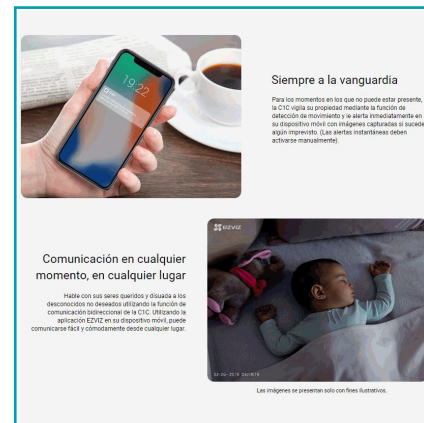 19:22
Siempre a la vanguardia
Para los momentos en los que no puede estar presente,
la C1C vigila su propiedad mediante la función de
detección de movimiento y le alerta inmediatamente en
su dispositivo móvil con imágenes capturadas si sucede
algún imprevisto. (Las alertas instantáneas deben
activarse manualmente).
EZVIZ
Comunicación en cualquier
momento, en cualquier lugar
Hable con sus seres queridos y disuada a los
desconocidos no deseados utilizando la función de
comunicación bidireccional de la C1C. Utilizando la
aplicación EZVIZ en su dispositivo móvil, puede
comunicarse fácil y cómodamente desde cualquier lugar.
Las imágenes se presentan solo con fines ilustrativos.